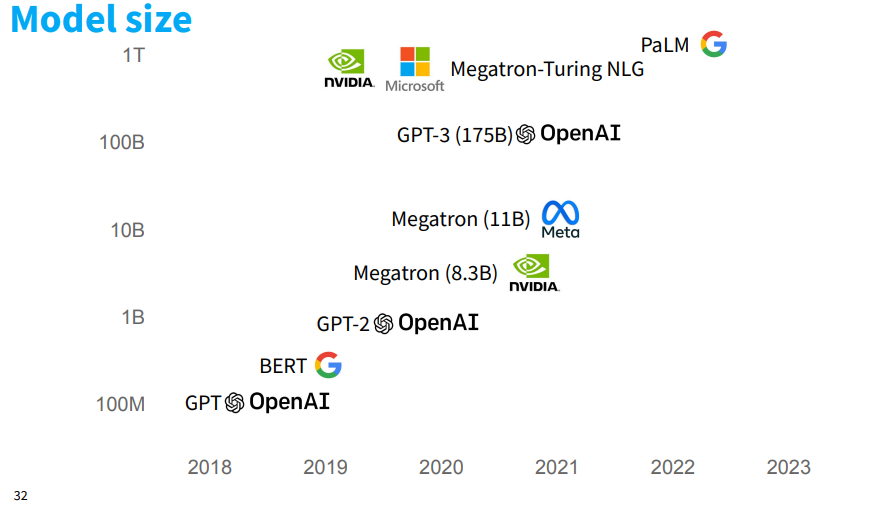 Model size
1T
PaLM
NVIDIA.
Microsoft
Megatron-Turing NLG
100B
GPT-3 (175B) OpenAI
10B
Megatron (11B)
Meta
Megatron (8.3B)
NVIDIA.
1B
GPT-2 OpenAI
BERT
100M
GPT OpenAI
2018 2019 2020 2021 2022 2023
32